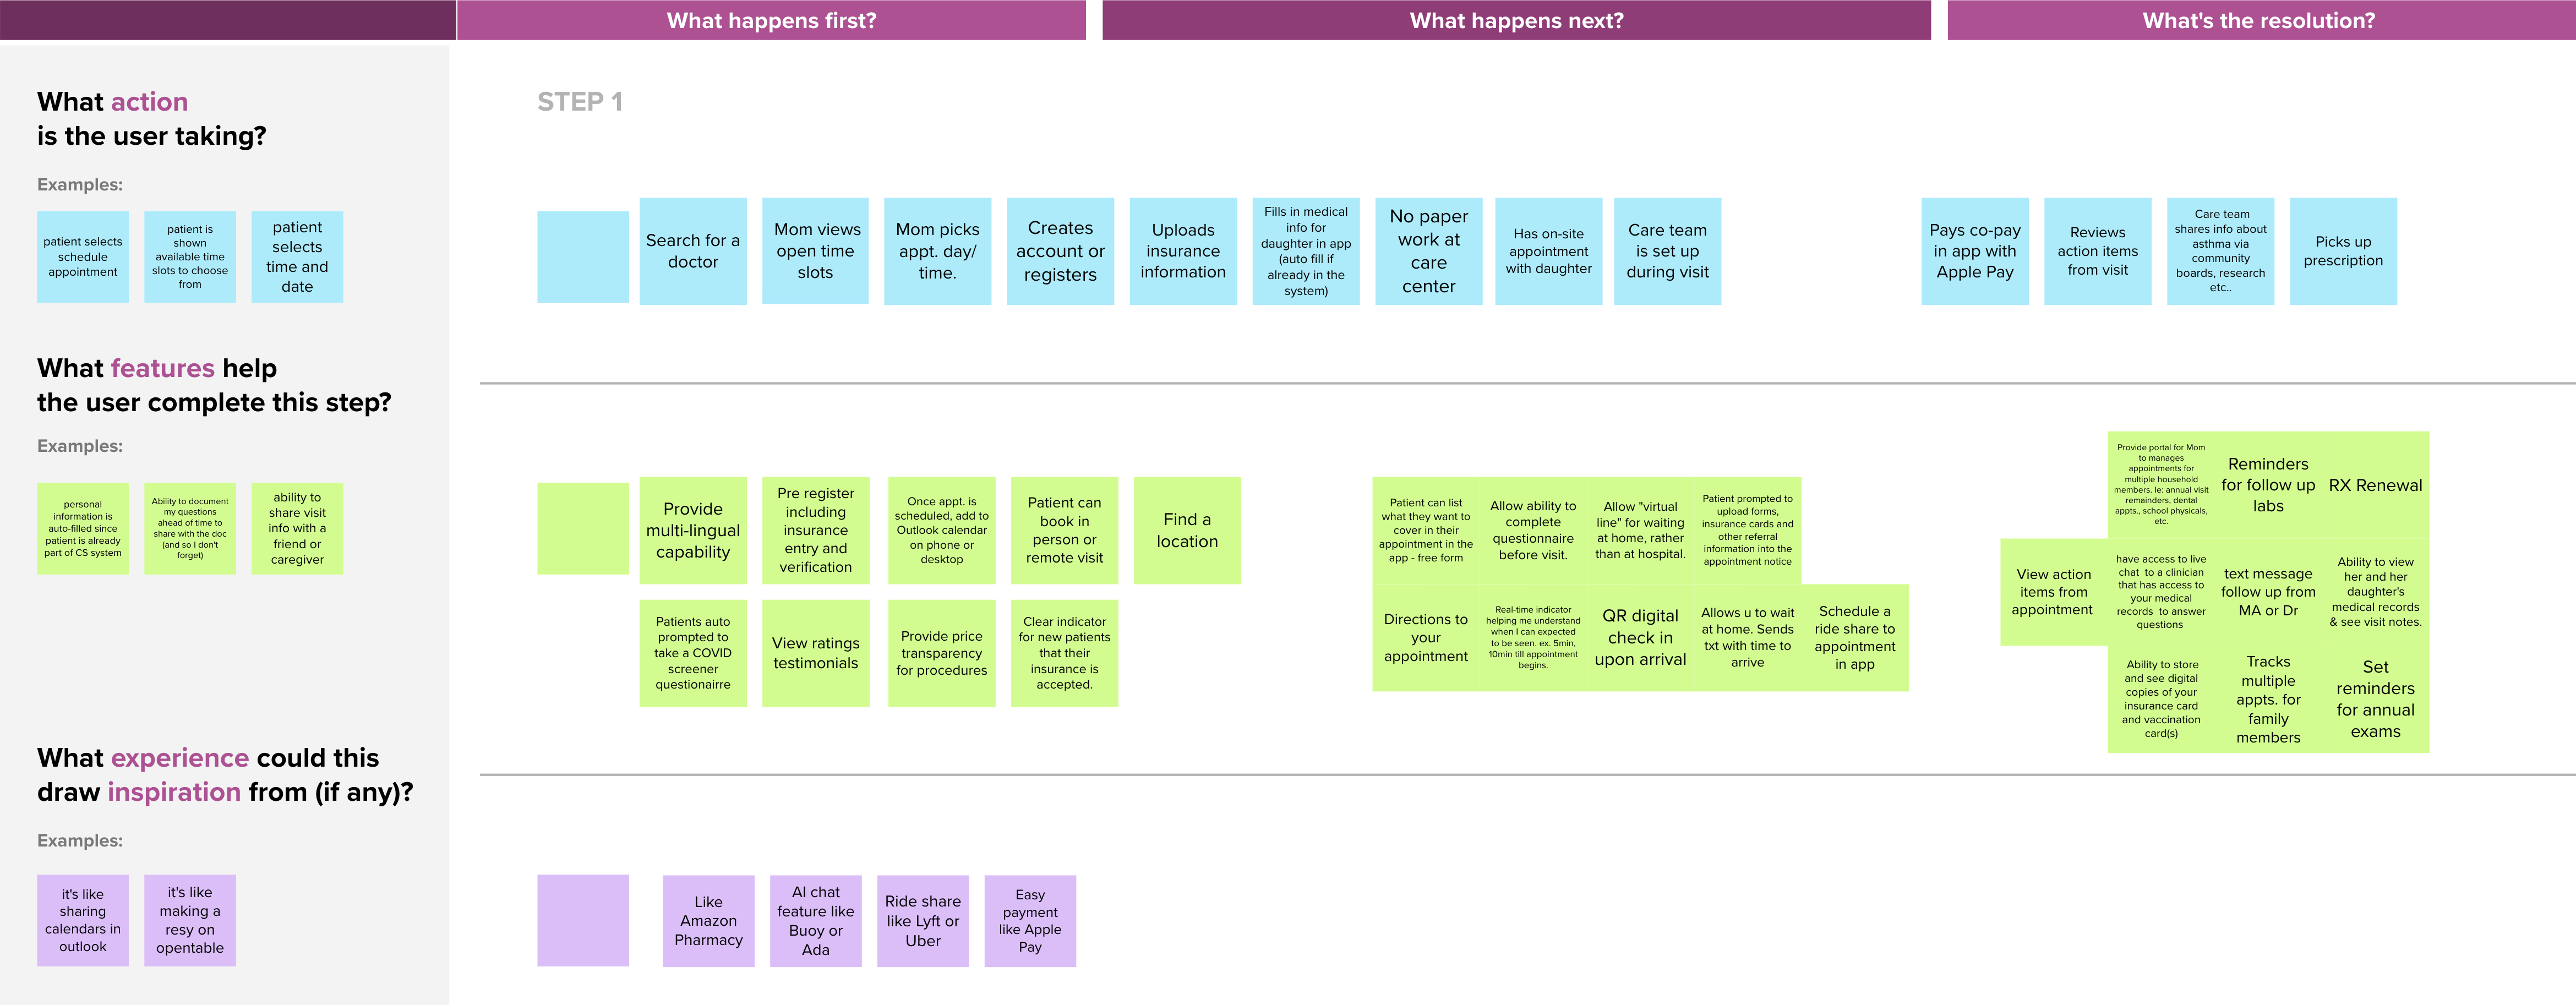 What happens first?
What happens next?
What's the resolution?
What action
is the user taking?
Examples:
patient selects
schedule
appointment
patient is
shown
available time
slots to choose
from
patient
selects
time and
date
STEP 1
Search for a
doctor
Mom views
open time
slots
Mom picks
appt. day/
time.
Creates
account or
registers
Uploads
insurance
information
Fills in medical
info for
daughter in app
(auto fill if
already in the
system)
No paper
work at
care
center
Has on-site
appointment
with daughter
Care team
is set up
during visit
Pays co-pay
in app with
Apple Pay
Reviews
action items
from visit
Care team
shares info about
asthma via
community
boards, research
etc..
Picks up
prescription
What features help
the user complete this step?
Examples:
personal
information is
auto-filled since
patient is already
part of CS system
Ability to document
my questions
ahead of time to
share with the doc
(and so I don't
forget)
ability to
share visit
info with a
friend or
caregiver
Provide
multi-lingual
capability
Pre register
including
insurance
entry and
verification
Once appt. is
scheduled, add to
Outlook calendar
on phone or
desktop
Patient can
book in
person or
remote visit
Find a
location
Patients auto
prompted to
take a COVID
screener
questionairre
View ratings
testimonials
Provide price
transparency
for procedures
Clear indicator
for new patients
that their
insurance is
accepted.
Patient can list
what they want to
cover in their
appointment in the
app - free form
Allow ability to
complete
questionnaire
before visit.
Allow "virtual
line" for waiting
at home, rather
than at hospital.
Patient prompted to
upload forms,
insurance cards and
other referral
information into the
appointment notice
Directions to
your
appointment
Real-time indicator
helping me understand
when I can expected
to be seen. ex. 5min,
10min till appointment
begins.
QR digital
check in
upon arrival
Allows u to wait
at home. Sends
txt with time to
arrive
Schedule a
ride share to
appointment
in app
Provide portal for Mom
to manages
appointments for
multiple household
members. Ie: annual visit
remainders, dental
appts., school physicals,
etc.
Reminders
for follow up
labs
RX Renewal
View action
items from
appointment
have access to live
chat to a clinician
that has access to
your medical
records to answer
questions
text message
follow up from
MA or Dr
Ability to view
her and her
daughter's
medical records
& see visit notes.
Ability to store
and see digital
copies of your
insurance card
and vaccination
card(s)
Tracks
multiple
appts. for
family
members
Set
reminders
for annual
exams
What experience could this
draw inspiration from (if any)?
Examples:
it's like
sharing
calendars in
outlook
it's like
making a
resy on
opentable
Like
Amazon
Pharmacy
AI chat
feature like
Buoy or
Ada
Ride share
like Lyft or
Uber
Easy
payment
like Apple
Pay